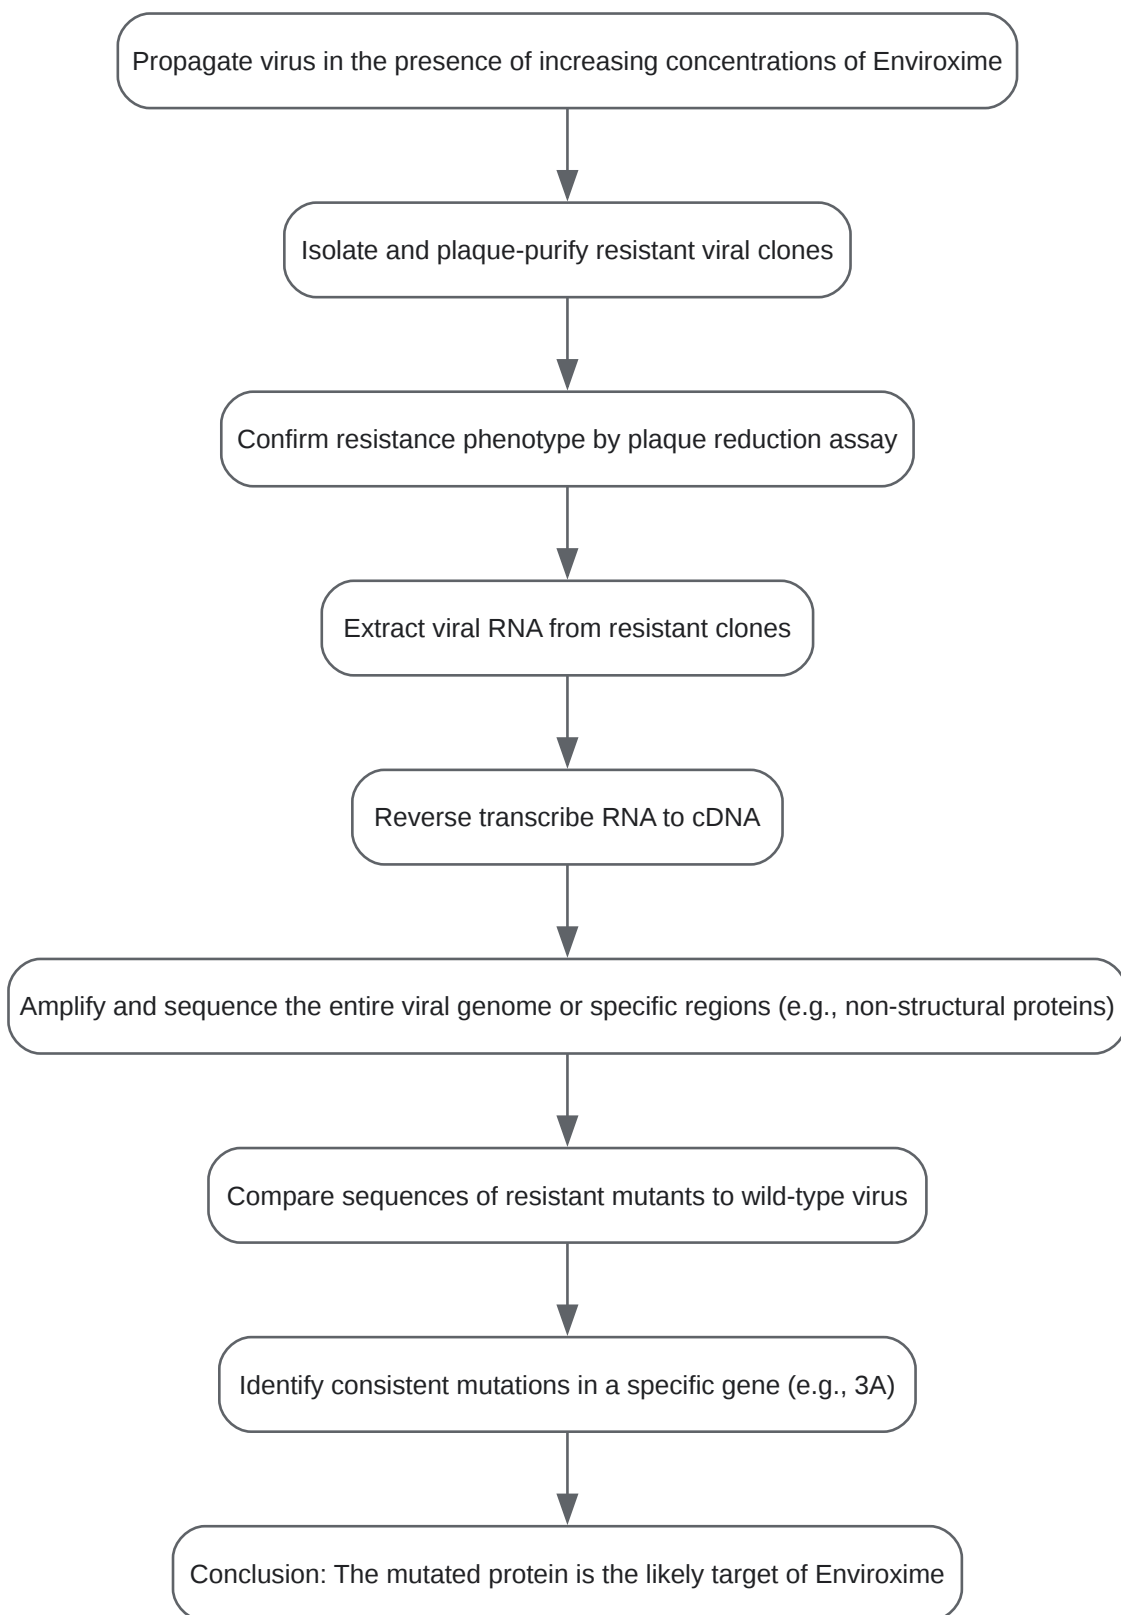 Propagate virus in the presence of increasing concentrations of Enviroxime
Isolate and plaque-purify resistant viral clones
Confirm resistance phenotype by plaque reduction assay
Extract viral RNA from resistant clones
Reverse transcribe RNA to cDNA
Amplify and sequence the entire viral genome or specific regions (e.g., non-structural proteins)
Compare sequences of resistant mutants to wild-type virus
Identify consistent mutations in a specific gene (e.g., 3A)
Conclusion: The mutated protein is the likely target of Enviroxime